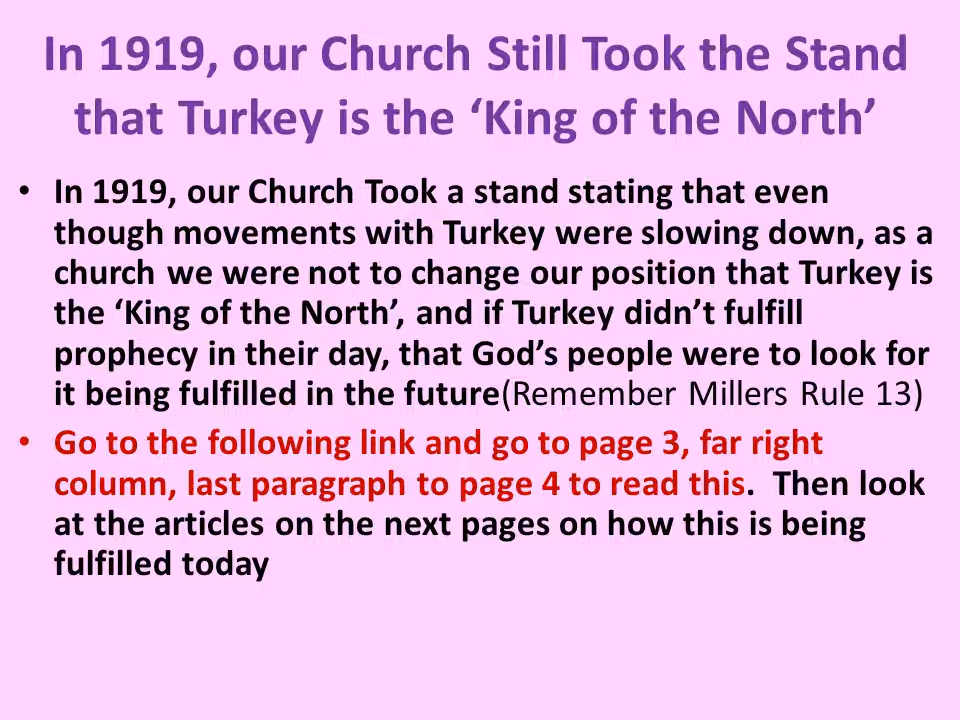 In 1919, our Church Still Took the Stand
that Turkey is the ‘King of the North’
• In 1919, our Church Took a stand stating that even
though movements with Turkey were slowing down, as a
church we were not to change our position that Turkey is
the ‘King of the North’, and if Turkey didn’t fulfill
prophecy in their day, that God’s people were to look for
it being fulfilled in the future(Remember Millers Rule 13)
• Go to the following link and go to page 3, far right
column, last paragraph to page 4 to read this.  Then look
at the articles on the next pages on how this is being
fulfilled today